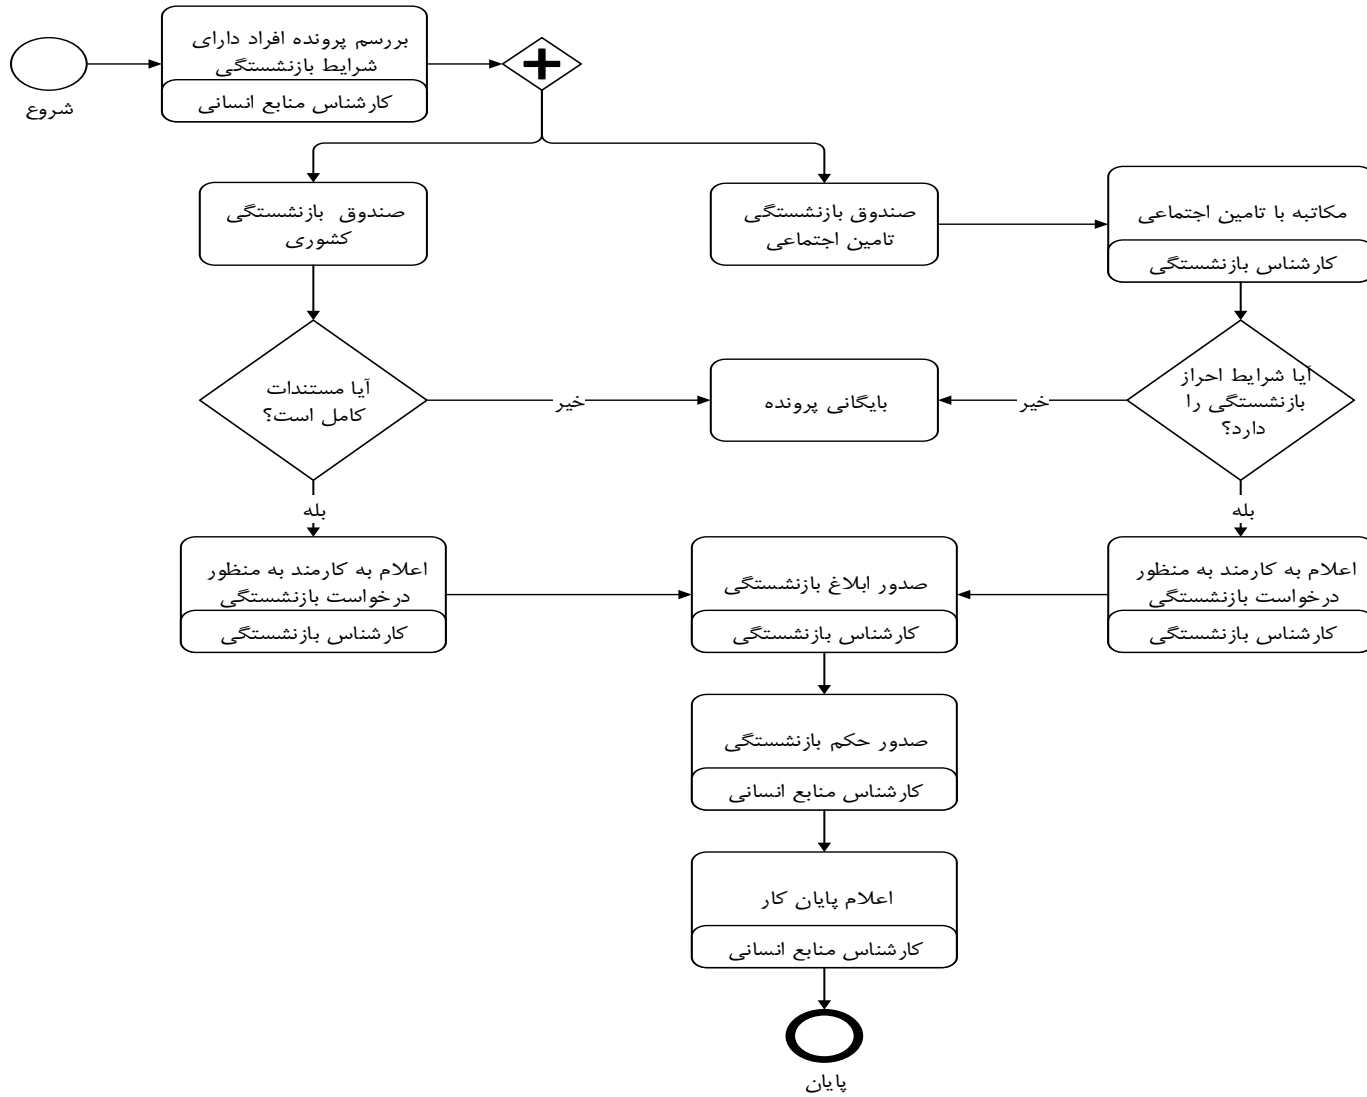 بررسم پرونده افراد دارای
شرایط بازنشستگی
کارشناس منابع انسانی
شروع
صندوق بازنشستگی
کشوری
صندوق بازنشستگی
تامین اجتماعی
مکاتبه با تامین اجتماعی
کارشناس بازنشستگی
آیا مستندات
کامل است؟
خیر
بایگانی پرونده
خیر
آیا شرایط احراز
بازنشستگی را
دارد؟
بله
بله
اعلام به کارمند به منظور
درخواست بازنشستگی
کارشناس بازنشستگی
صدور ابلاغ بازنشستگی
کارشناس بازنشستگی
اعلام به کارمند به منظور
درخواست بازنشستگی
کارشناس بازنشستگی
صدور حکم بازنشستگی
کارشناس منابع انسانی
اعلام پایان کار
کارشناس منابع انسانی
پایان